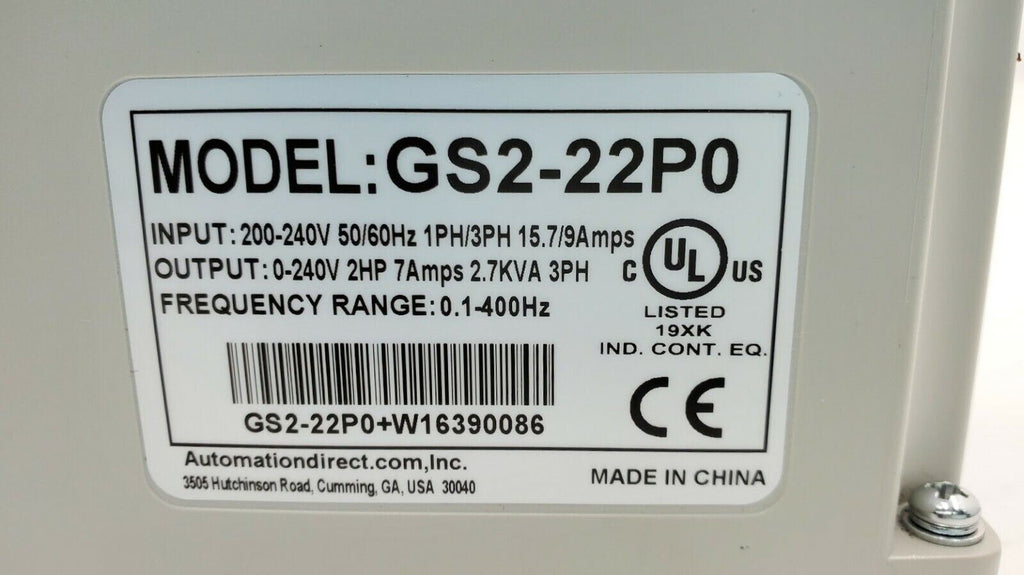 MODEL:GS2-22P0
INPUT: 200-240V 50/60Hz 1PH/3PH 15.7/9Amps
OUTPUT: 0-240V 2HP 7Amps 2.7KVA 3PH
C UL US
FREQUENCY RANGE: 0.1-400Hz
LISTED
19XK
IND. CONT. EQ.
GS2-22P0+W16390086
CE
Automationdirect.com,Inc.
3505 Hutchinson Road, Cumming, GA, USA 30040
MADE IN CHINA